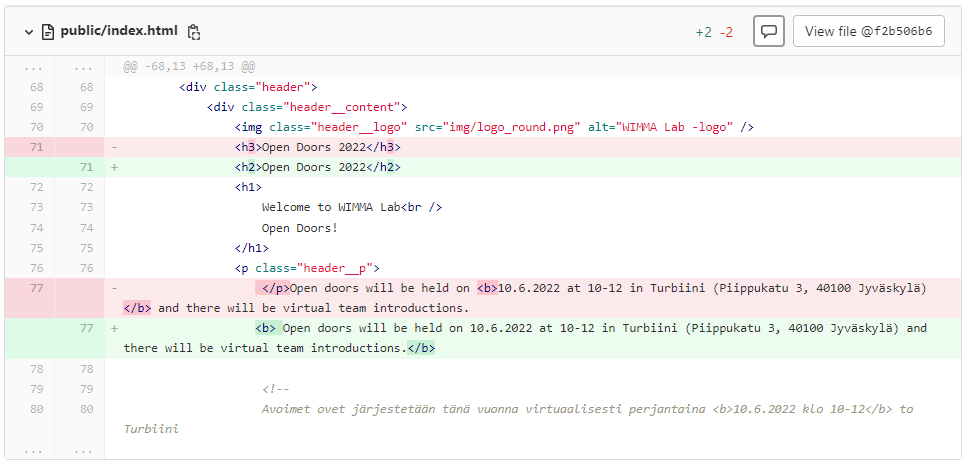 public/index.html +2 -2 View file @f2b506b6
... ... @@ -68,13 +68,13 @@
68 68 <div class="header">
69 69 <div class="header__content">
70 70 <img class="header__logo" src="img/logo_round.png" alt="WIMMA Lab -logo" />
71 - <h3>Open Doors 2022</h3>
71 + <h2>Open Doors 2022</h2>
72 72 <h1>
73 73 Welcome to WIMMA Lab<br />
74 74 Open Doors!
75 75 </h1>
76 76 <p class="header__p">
77 - </p>Open doors will be held on <b>10.6.2022 at 10-12 in Turbiini (Piippukatu 3, 40100 Jyväskylä)
</b> and there will be virtual team introductions.
77 + <b> Open doors will be held on 10.6.2022 at 10-12 in Turbiini (Piippukatu 3, 40100 Jyväskylä) and
there will be virtual team introductions.</b>
78 78
79 79 <!--
80 80 Avoimet ovet järjestetään tänä vuonna virtuaalisesti perjantaina <b>10.6.2022 klo 10-12</b> to
Turbiini
... ...